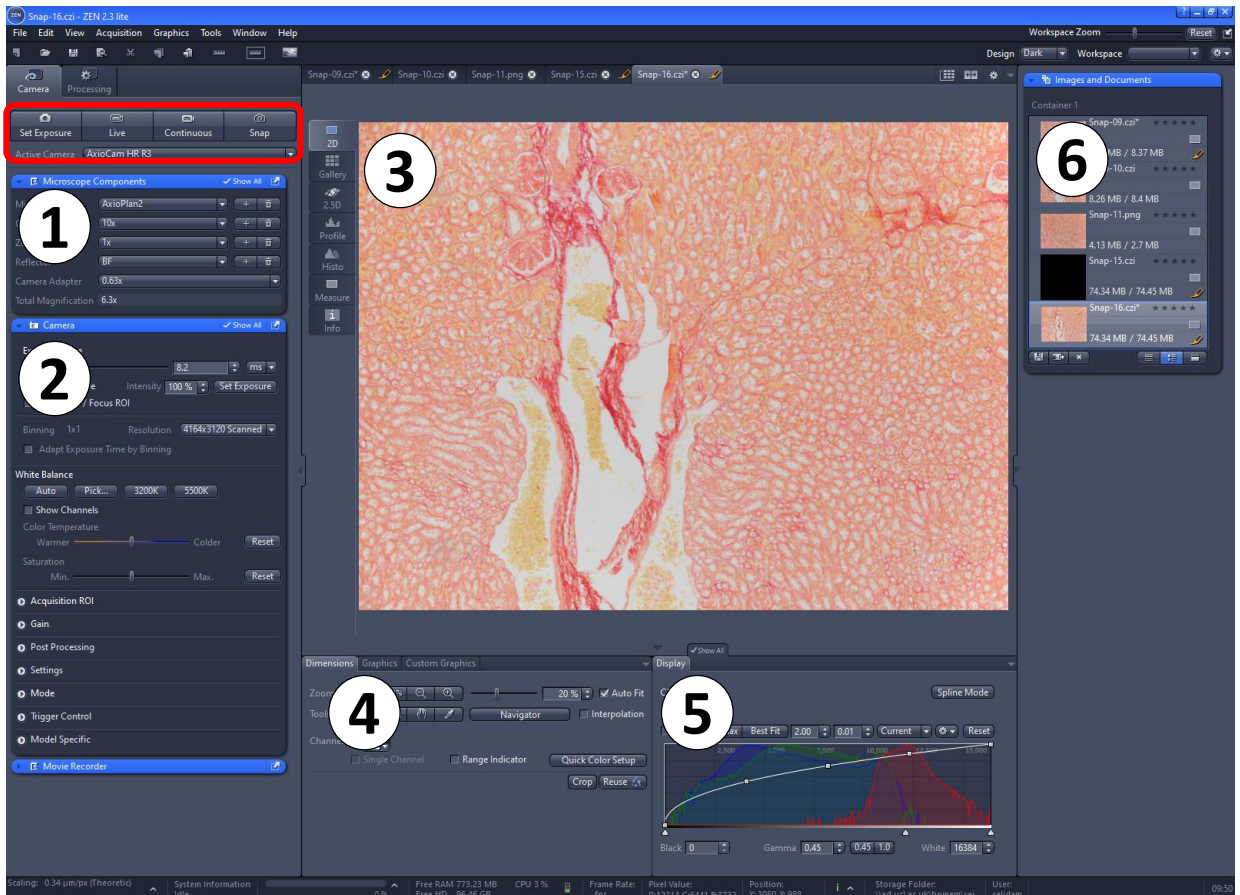 ZEN Snap-16.czi - ZEN 2.3 lite
File Edit View Acquisition Graphics Tools Window Help
Workspace Zoom Reset
Design Dark Workspace
Camera Processing
Snap-09.czi* Snap-10.czi Snap-11.png Snap-15.czi Snap-16.czi*
Set Exposure Live Continuous Snap
Active Camera AxioCam HR R3
Microscope Components Show All
AxioPlan2
10x
1x
Reflector BF
Camera Adapter 0.63x
Total Magnification 6.3x
1
Camera Show All
8.2 ms
Intensity 100 % Set Exposure
/ Focus ROI
2
Binning 1x1 Resolution 4164x3120 Scanned
Adapt Exposure Time by Binning
White Balance
Auto Pick... 3200K 5500K
Show Channels
Color Temperature
Warmer Colder Reset
Saturation
Min. Max. Reset
Acquisition ROI
Gain
Post Processing
Settings
Mode
Trigger Control
Model Specific
Movie Recorder
2D
Gallery
2.5D
Profile
Histo
Measure
Info
3
Dimensions Graphics Custom Graphics
Zoom % 20 % Auto Fit
Tools Navigator Interpolation
Channel
Single Channel Range Indicator Quick Color Setup
Crop Reuse
4
Show All
Display
Spline Mode
Best Fit 2.00 0.01 Current Reset
2,500 7,500 10,000 15,000
Black 0 Gamma 0.45 0.45 1.0 White 16384
5
Images and Documents
Container 1
Snap-09.czi*
MB / 8.37 MB
-10.czi
8.26 MB / 8.4 MB
Snap-11.png
4.13 MB / 2.7 MB
Snap-15.czi
74.34 MB / 74.45 MB
Snap-16.czi*
74.34 MB / 74.45 MB
6
Scaling: 0.34 µm/px (Theoretic) System Information Free RAM 773.23 MB CPU 3 % Frame Rate: Pixel Value: Position: Storage Folder: User: 09:50